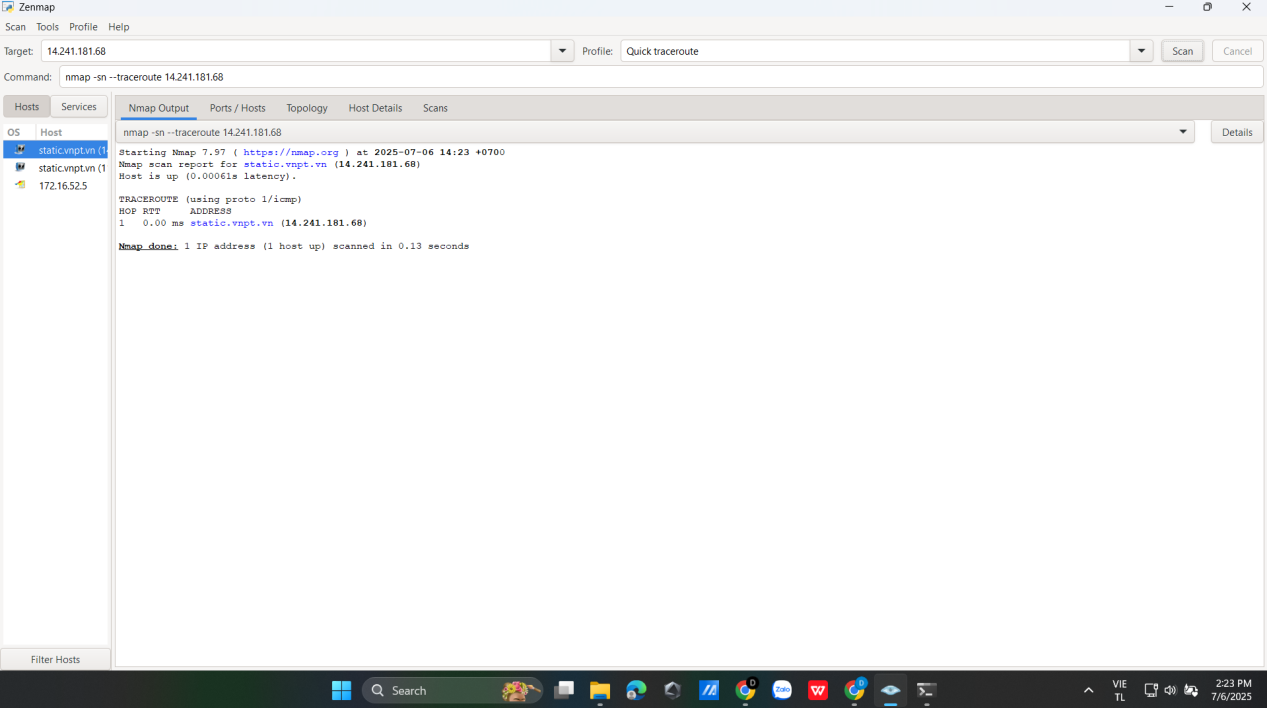 Zenmap
Scan Tools Profile Help
Target: 14.241.181.68 Profile: Quick traceroute Scan Cancel
Command: nmap -sn --traceroute 14.241.181.68
Hosts Services Nmap Output Ports / Hosts Topology Host Details Scans
OS Host nmap -sn --traceroute 14.241.181.68 Details
static.vnpt.vn (14
static.vnpt.vn (1
172.16.52.5
Starting Nmap 7.97 ( https://nmap.org ) at 2025-07-06 14:23 +0700
Nmap scan report for static.vnpt.vn (14.241.181.68)
Host is up (0.00061s latency).
TRACEROUTE (using proto 1/icmp)
HOP RTT ADDRESS
1 0.00 ms static.vnpt.vn (14.241.181.68)
Nmap done: 1 IP address (1 host up) scanned in 0.13 seconds
Filter Hosts
Search
D
Zalo
W
D
VIE
TL
2:23 PM
7/6/2025